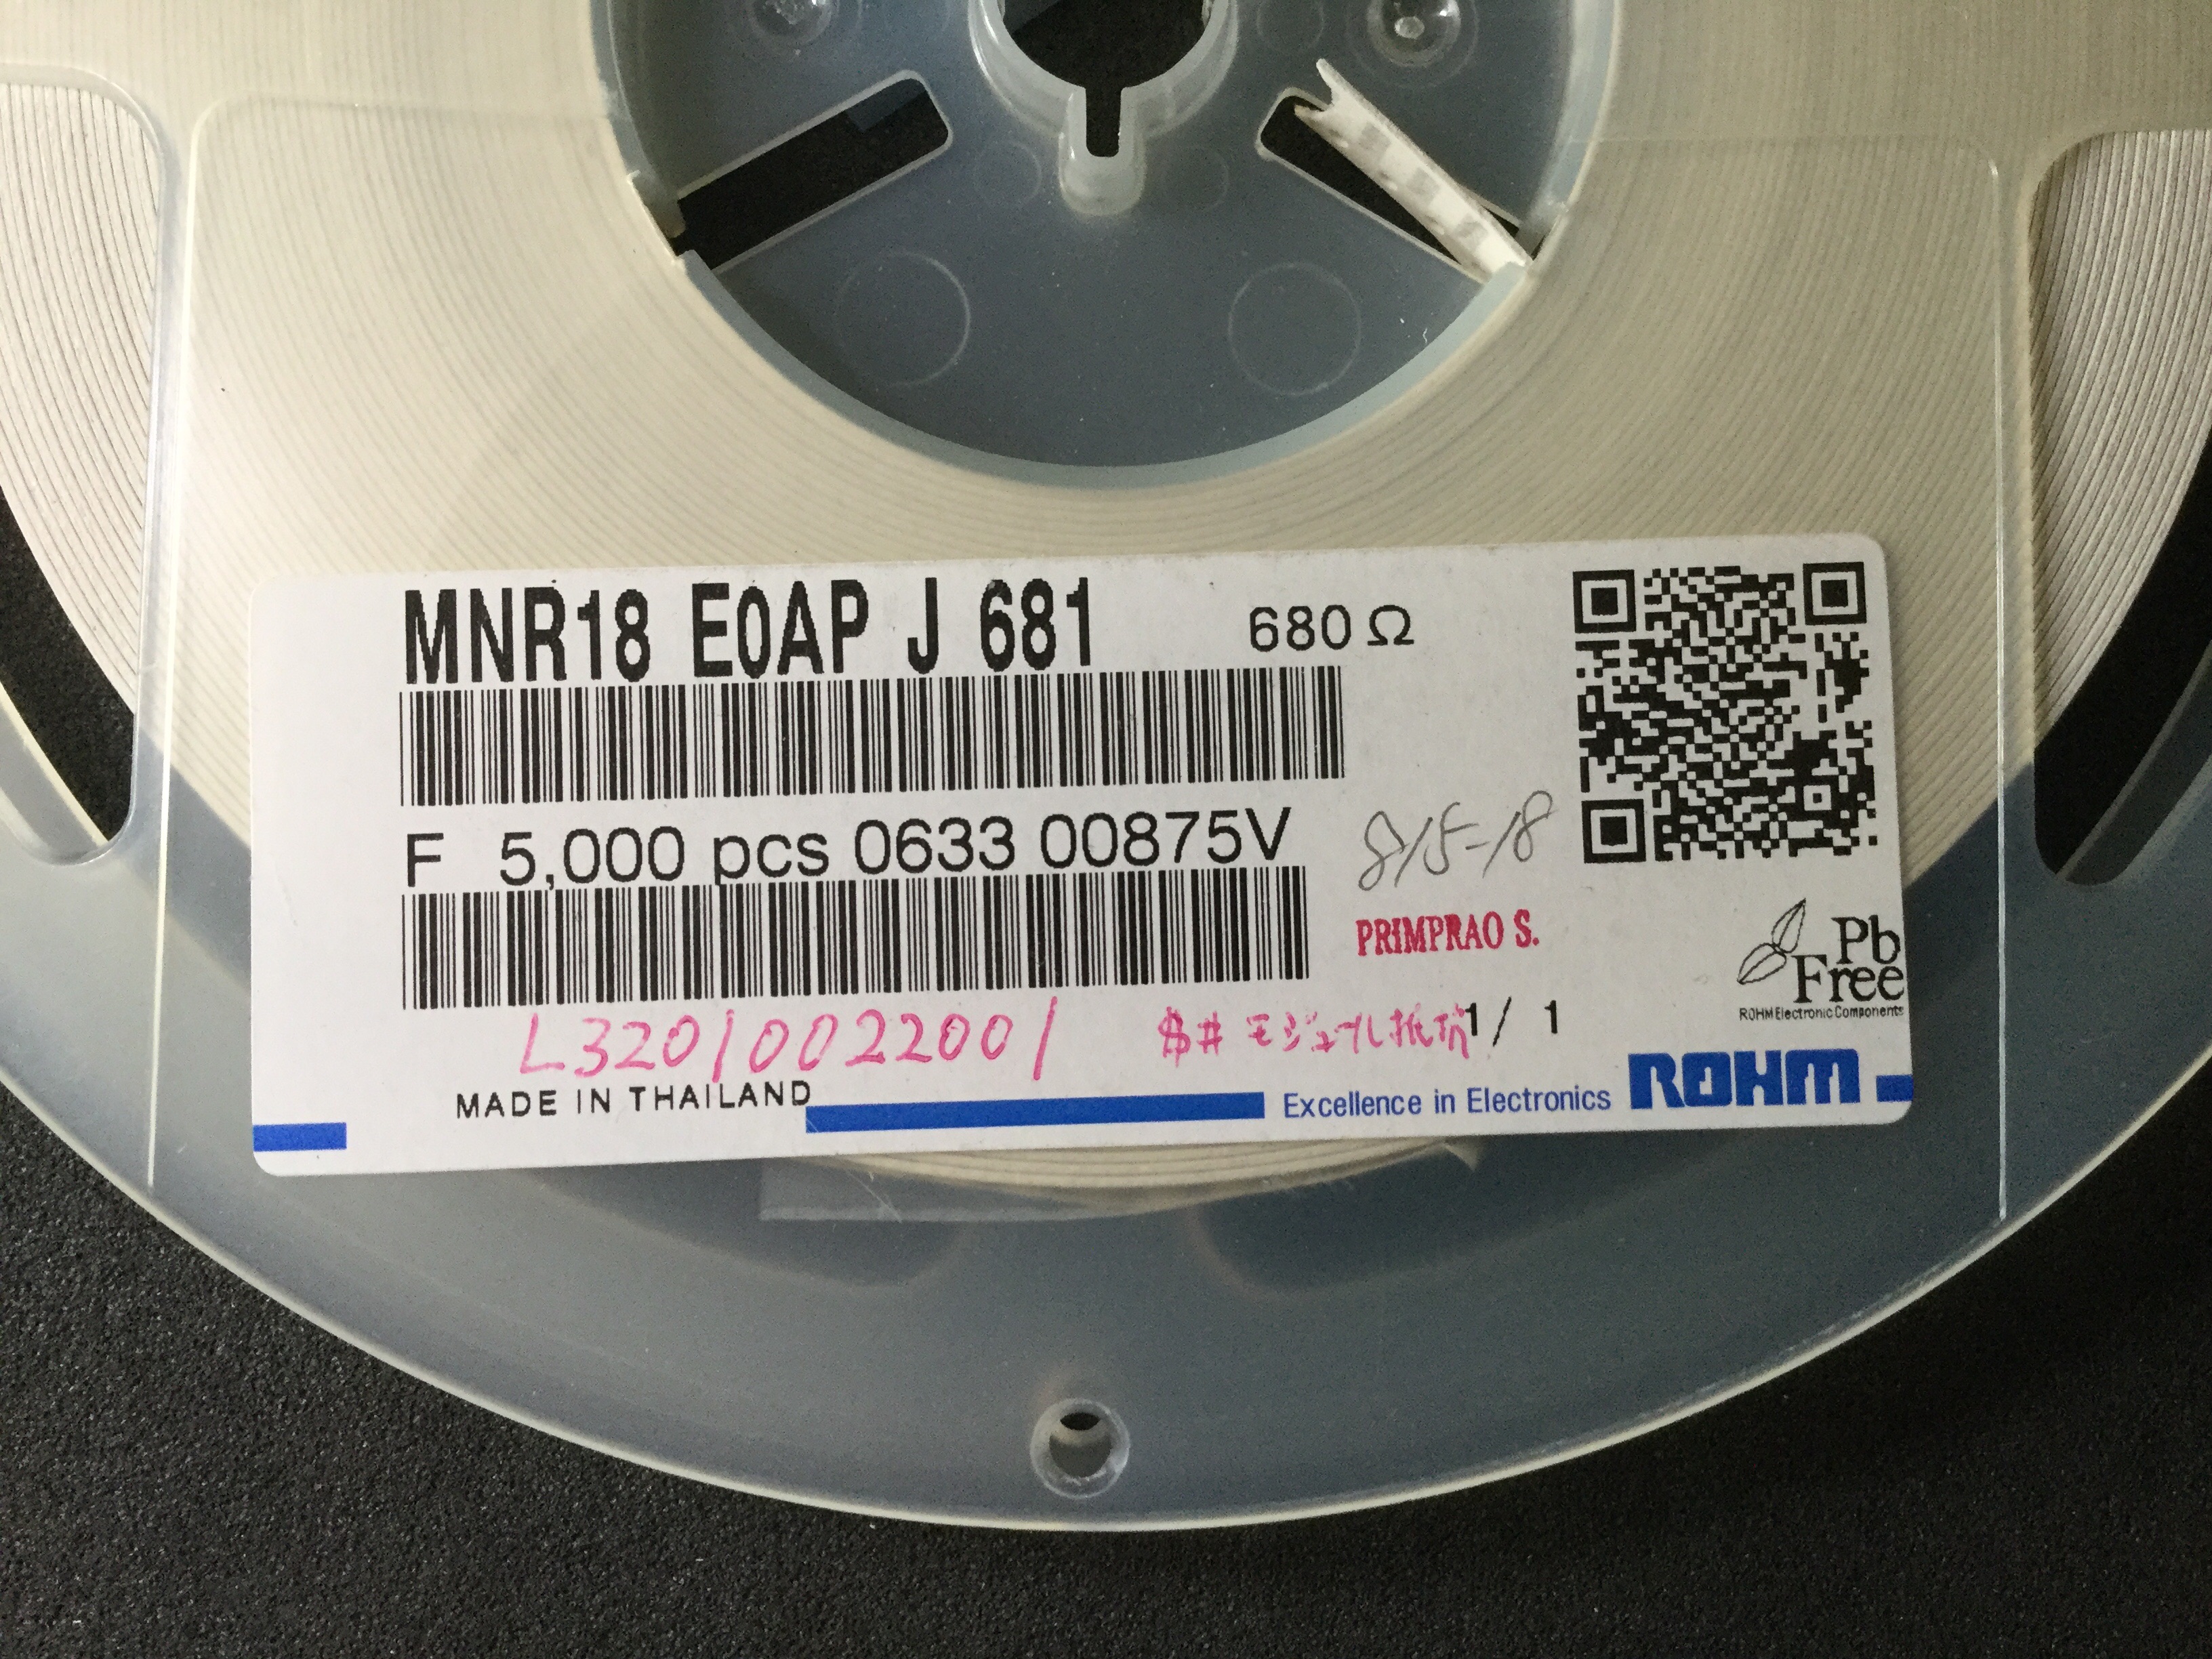 MNR18 E0AP J 681 680Ω
F 5,000 pcs 0633 00875V
8/5-18
PRIMPRAO S.
Pb
Free
ROHM Electronic Components
L3201002200/ モジュール抵抗 1/ 1
MADE IN THAILAND
Excellence in Electronics ROHM